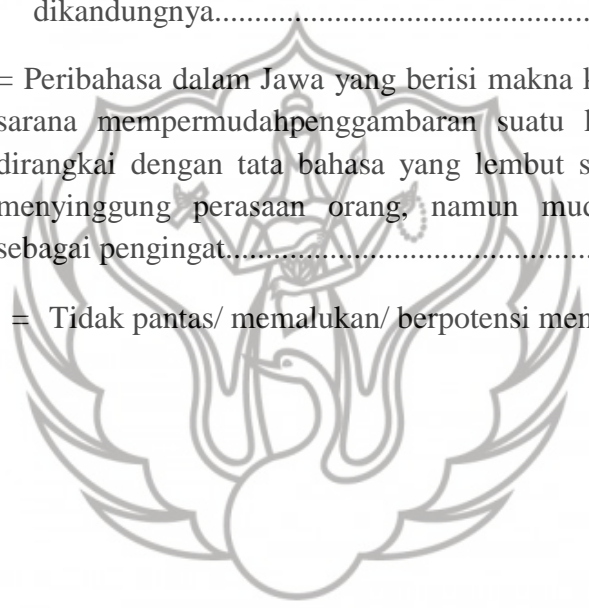 dikandungnya.............................................
= Peribahasa dalam Jawa yang berisi makna
sarana mempermudahpenggambaran suatu
dirangkai dengan tata bahasa yang lembut
menyinggung perasaan orang, namun
sebagai pengingat............................................
= Tidak pantas/ memalukan/ berpotensi